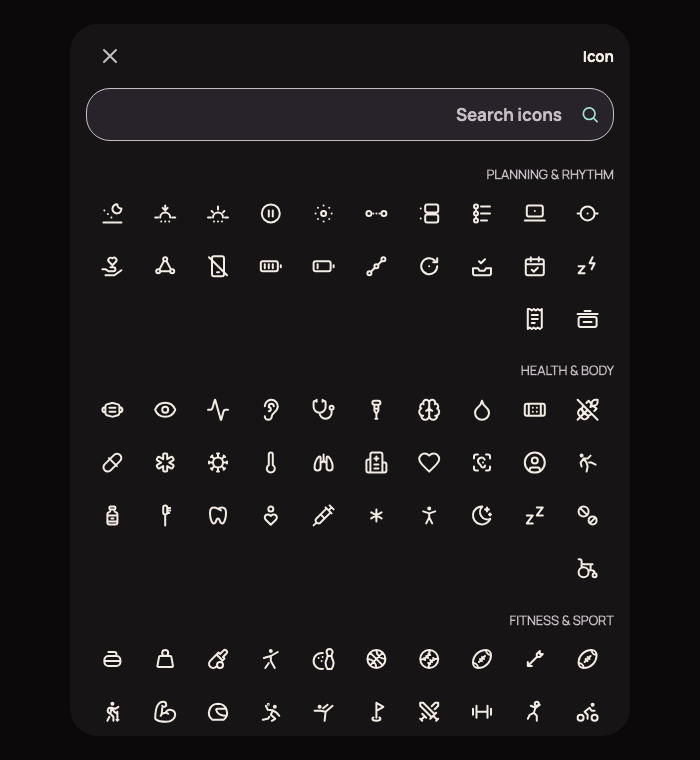 Icon
Search icons
PLANNING & RHYTHM
HEALTH & BODY
FITNESS & SPORT